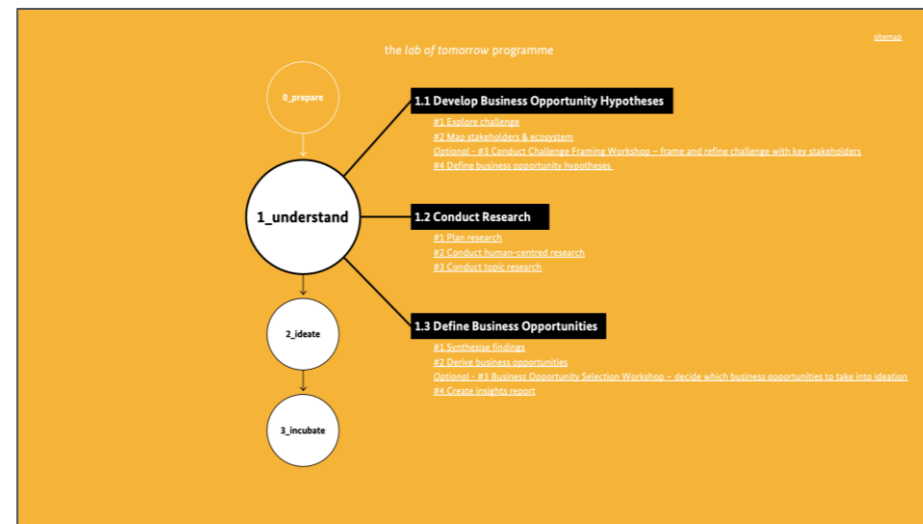 sitemap
the lab of tomorrow programme
0_prepare
1.1 Develop Business Opportunity Hypotheses
#1 Explore challenge
#2 Map stakeholders & ecosystem
Optional - #3 Conduct Challenge Framing Workshop – frame and refine challenge with key stakeholders
#4 Define business opportunity hypotheses
1_understand
1.2 Conduct Research
#1 Plan research
#2 Conduct human-centred research
#3 Conduct topic research
1.3 Define Business Opportunities
#1 Synthesise findings
#2 Derive business opportunities
Optional - #3 Business Opportunity Selection Workshop – decide which business opportunities to take into ideation
#4 Create insights report
2_ideate
3_incubate